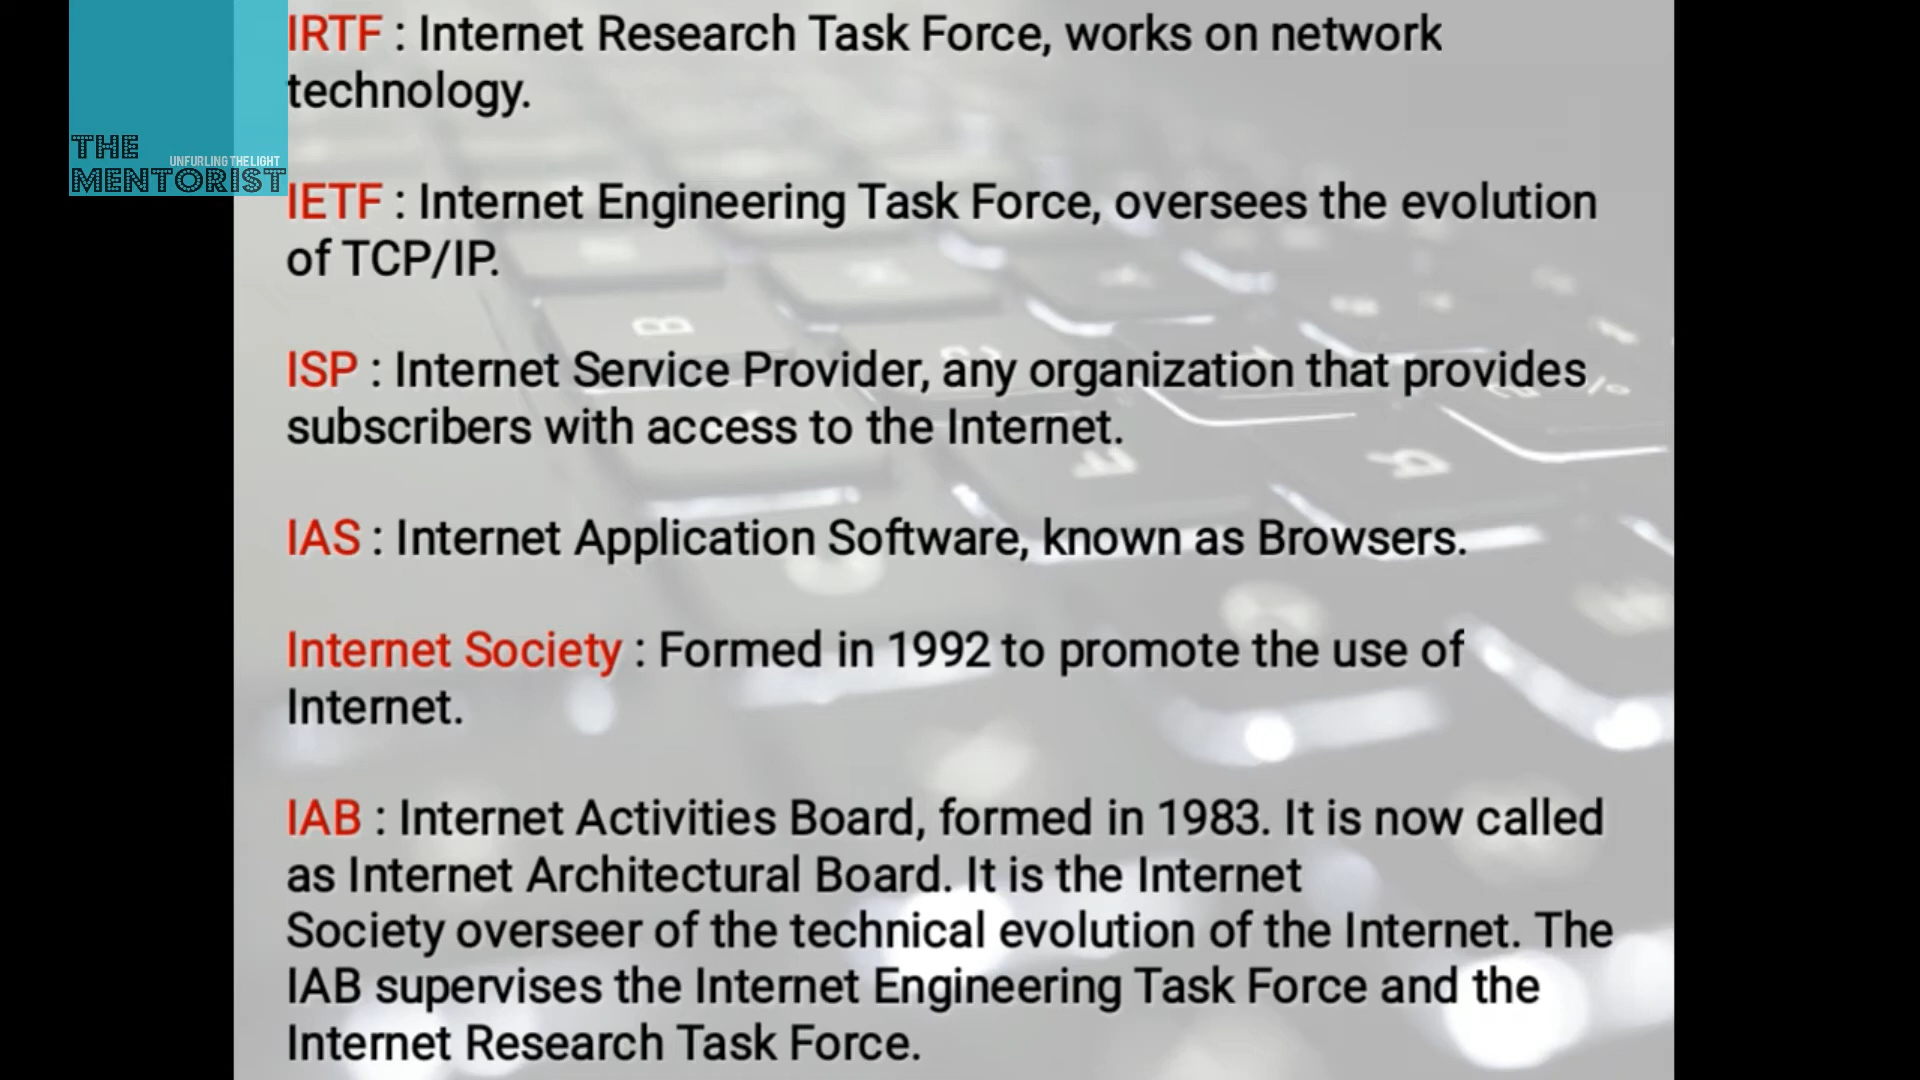 IRTF : Internet Research Task Force, works on network
technology.
THE
UNFURLING THE LIGHT
MENTORIST
IETF : Internet Engineering Task Force, oversees the evolution
of TCP/IP.
ISP : Internet Service Provider, any organization that provides
subscribers with access to the Internet.
IAS : Internet Application Software, known as Browsers.
Internet Society : Formed in 1992 to promote the use of
Internet.
IAB : Internet Activities Board, formed in 1983. It is now called
as Internet Architectural Board. It is the Internet
Society overseer of the technical evolution of the Internet. The
IAB supervises the Internet Engineering Task Force and the
Internet Research Task Force.